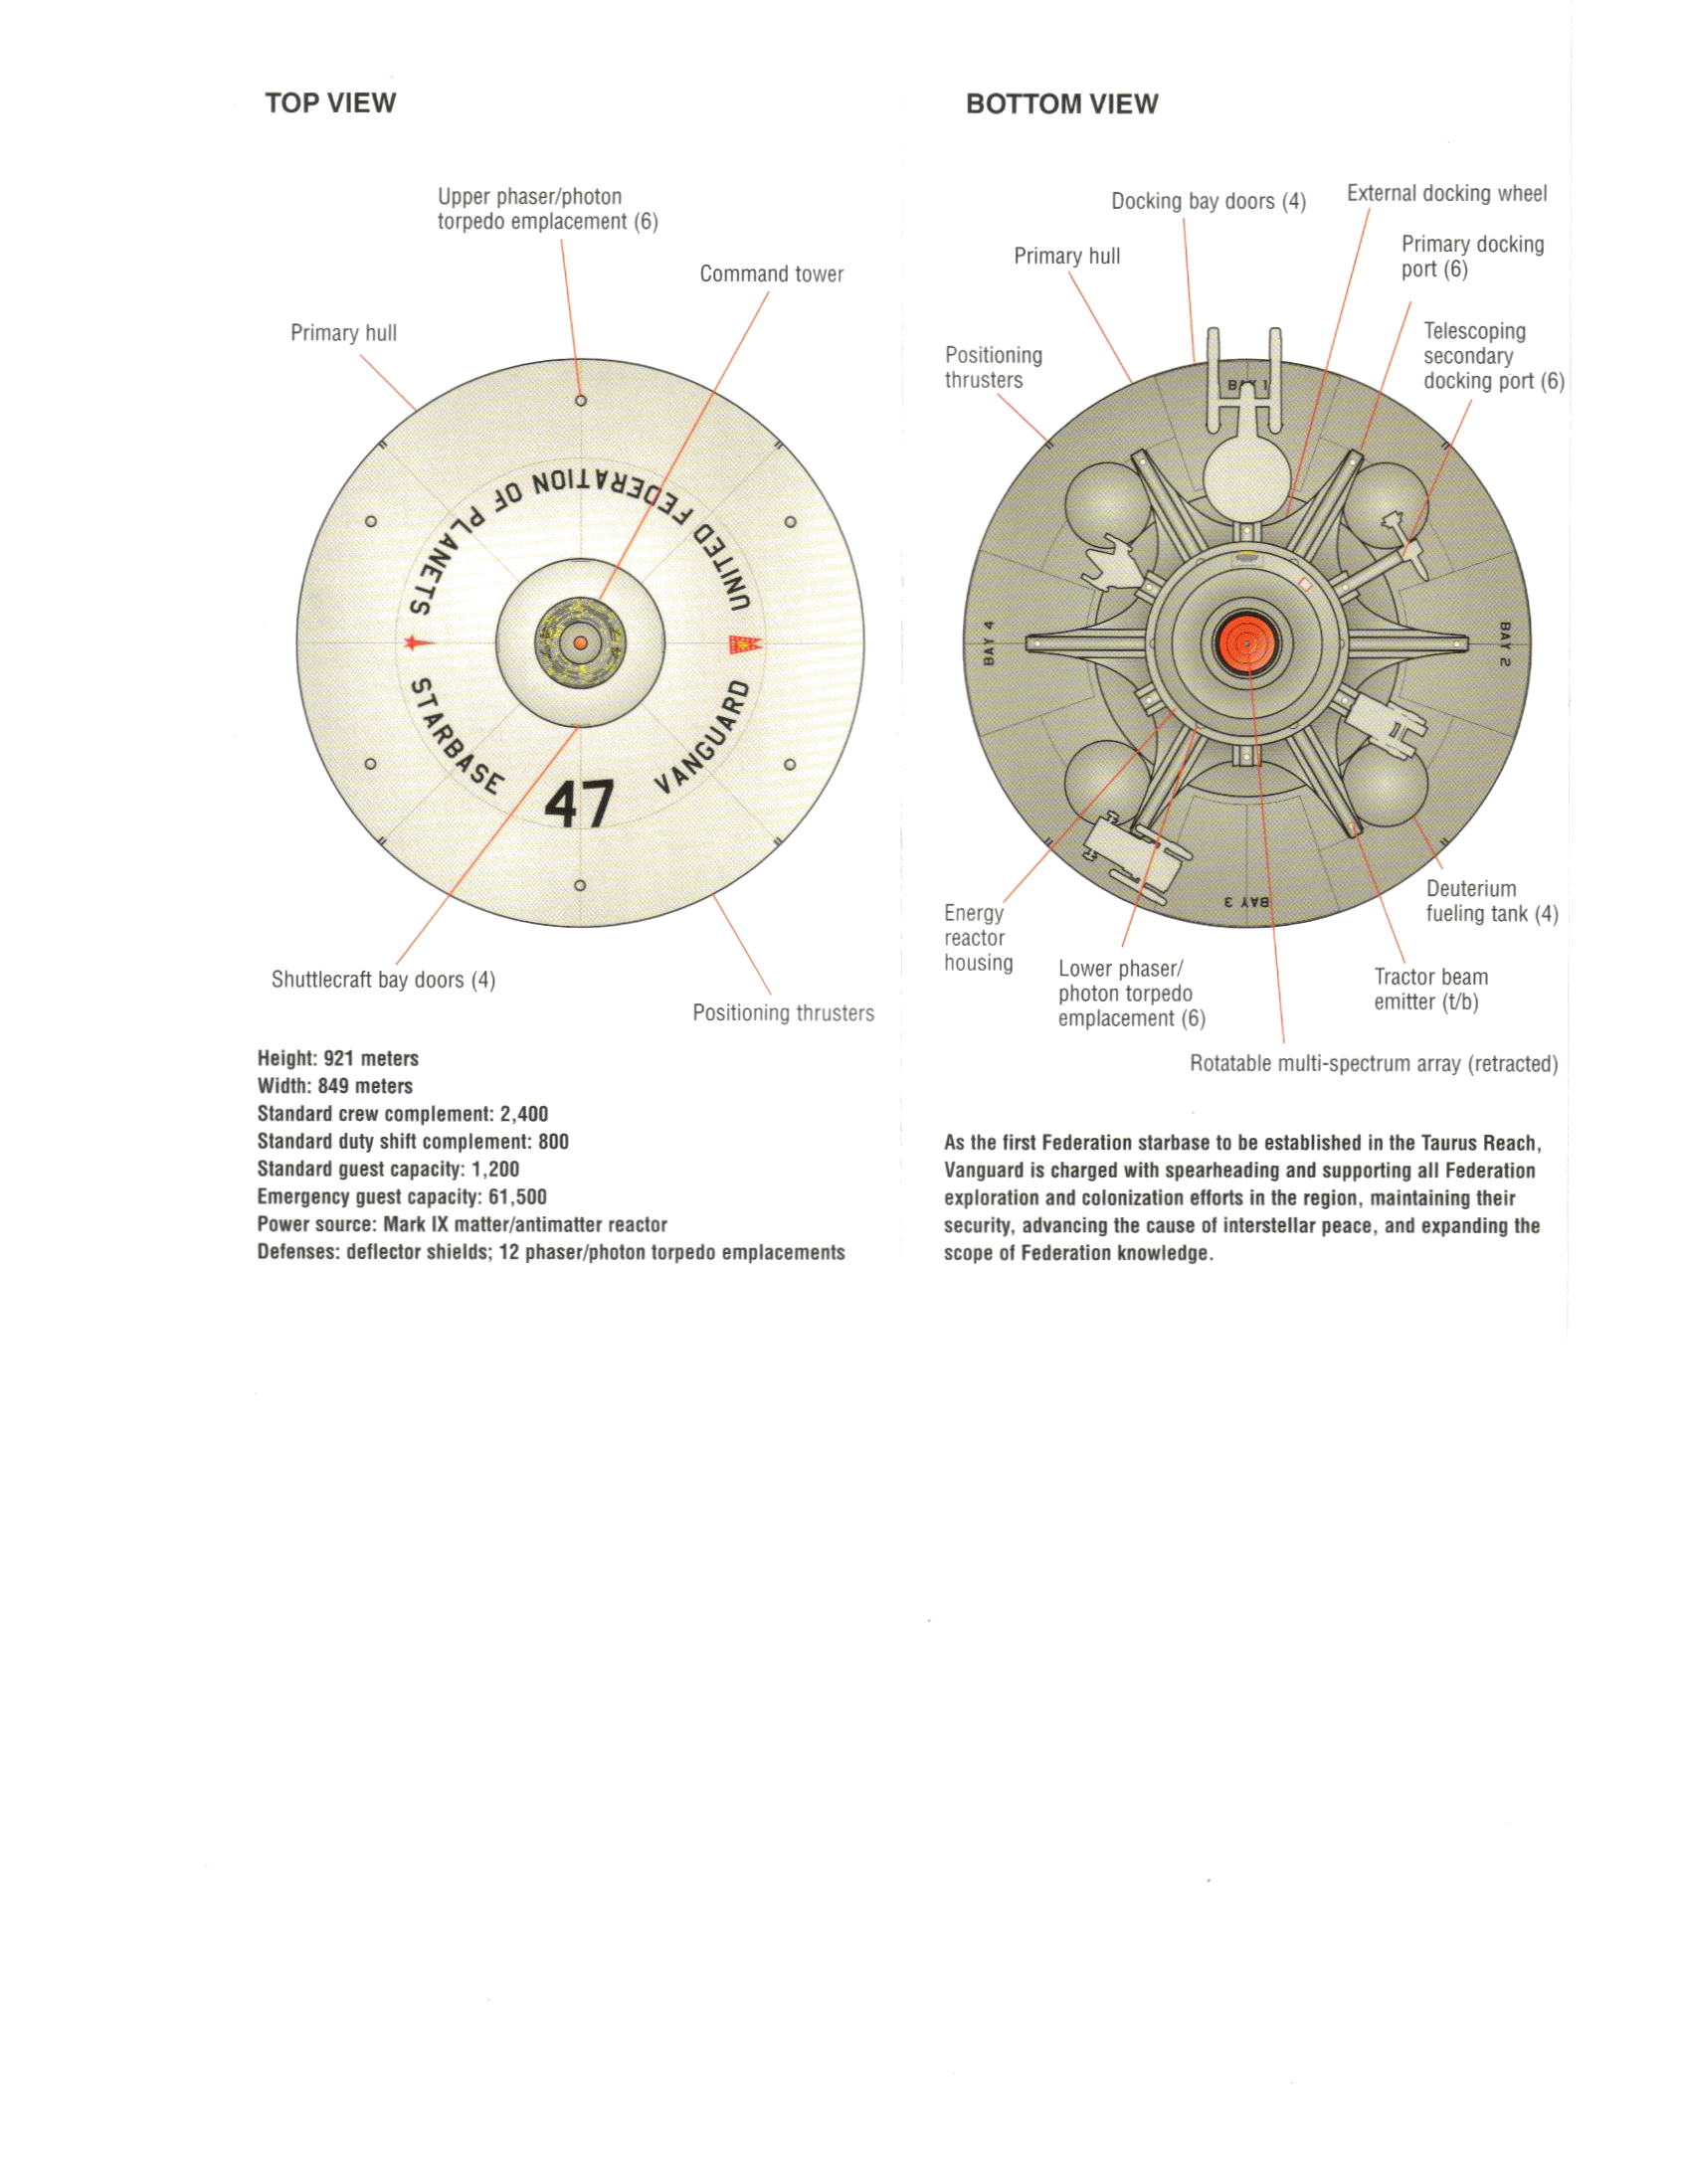 TOP VIEW
Upper phaser/photon
torpedo emplacement (6)
Command tower
Primary hull
UNITED FEDERATION OF PLANETS
STARBASE
47
VANGUARD
Shuttlecraft bay doors (4)
Positioning thrusters
Height: 921 meters
Width: 849 meters
Standard crew complement: 2,400
Standard duty shift complement: 800
Standard guest capacity: 1,200
Emergency guest capacity: 61,500
Power source: Mark IX matter/antimatter reactor
Defenses: deflector shields; 12 phaser/photon torpedo emplacements
BOTTOM VIEW
Docking bay doors (4)
External docking wheel
Primary hull
Primary docking
port (6)
Positioning
thrusters
Telescoping
secondary
docking port (6)
BAY 1
BAY 4
BAY 2
BAY 3
Energy
reactor
housing
Lower phaser/
photon torpedo
emplacement (6)
Deuterium
fueling tank (4)
Tractor beam
emitter (t/b)
Rotatable multi-spectrum array (retracted)
As the first Federation starbase to be established in the Taurus Reach,
Vanguard is charged with spearheading and supporting all Federation
exploration and colonization efforts in the region, maintaining their
security, advancing the cause of interstellar peace, and expanding the
scope of Federation knowledge.